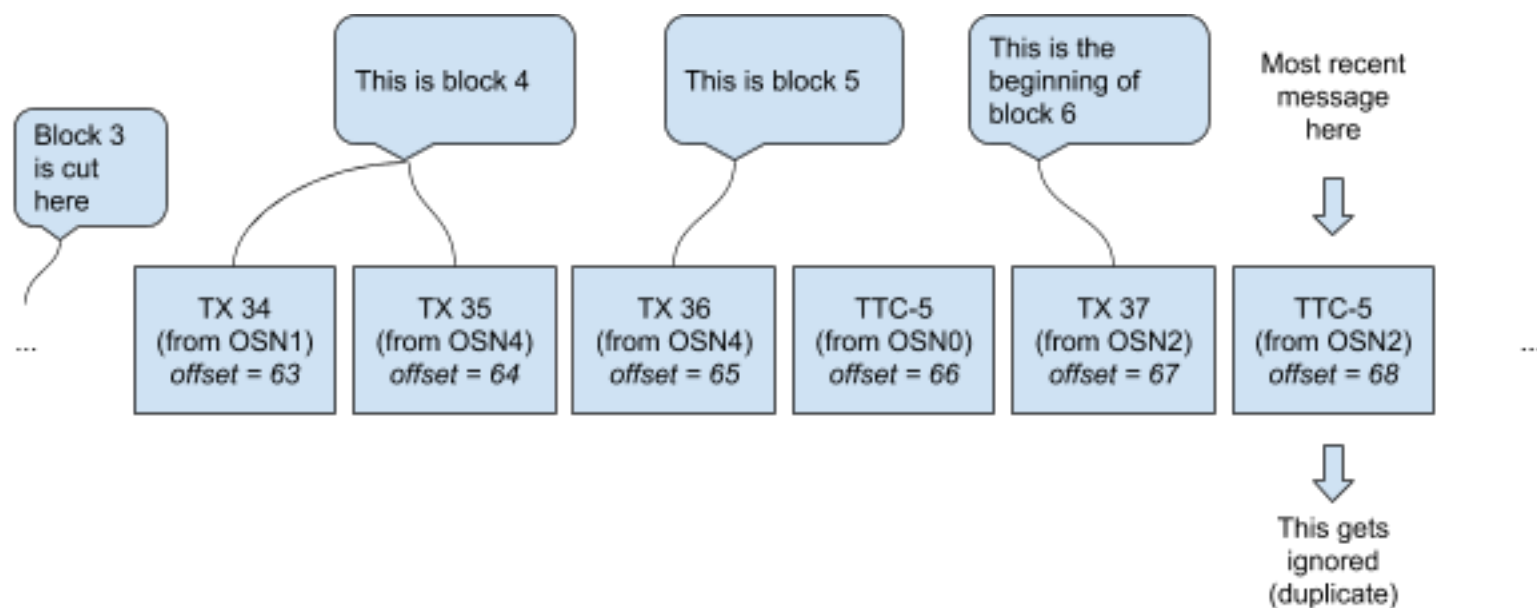 Block 3
is cut
here
This is block 4
This is block 5
This is the
beginning of
block 6
Most recent
message
here
...
TX 34
(from OSN1)
offset = 63
TX 35
(from OSN4)
offset = 64
TX 36
(from OSN4)
offset = 65
TTC-5
(from OSN0)
offset = 66
TX 37
(from OSN2)
offset = 67
TTC-5
(from OSN2)
offset = 68
...
This gets
ignored
(duplicate)